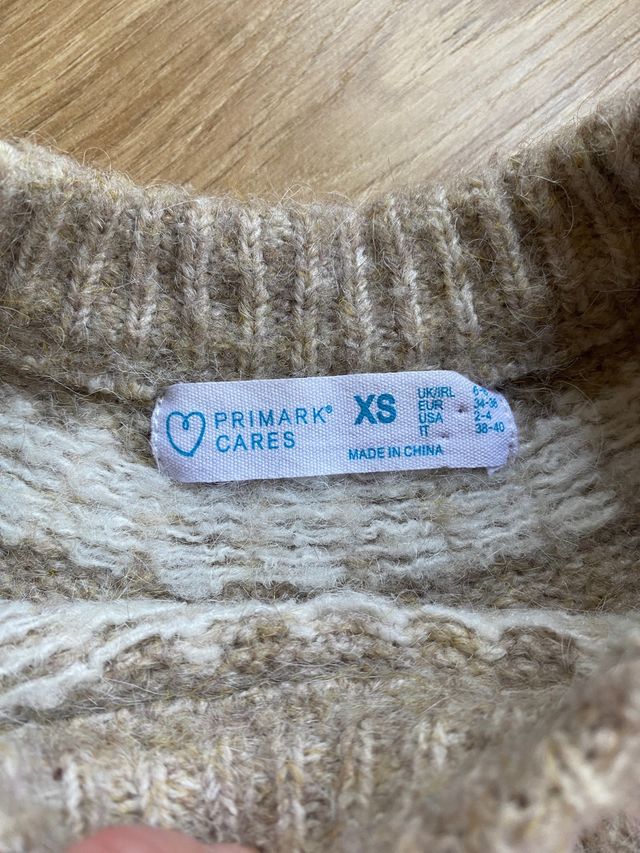 PRIMARK®
CARES
XS
UK/IRL
EUR 34-36
USA 2-4
IT 38-40
MADE IN CHINA